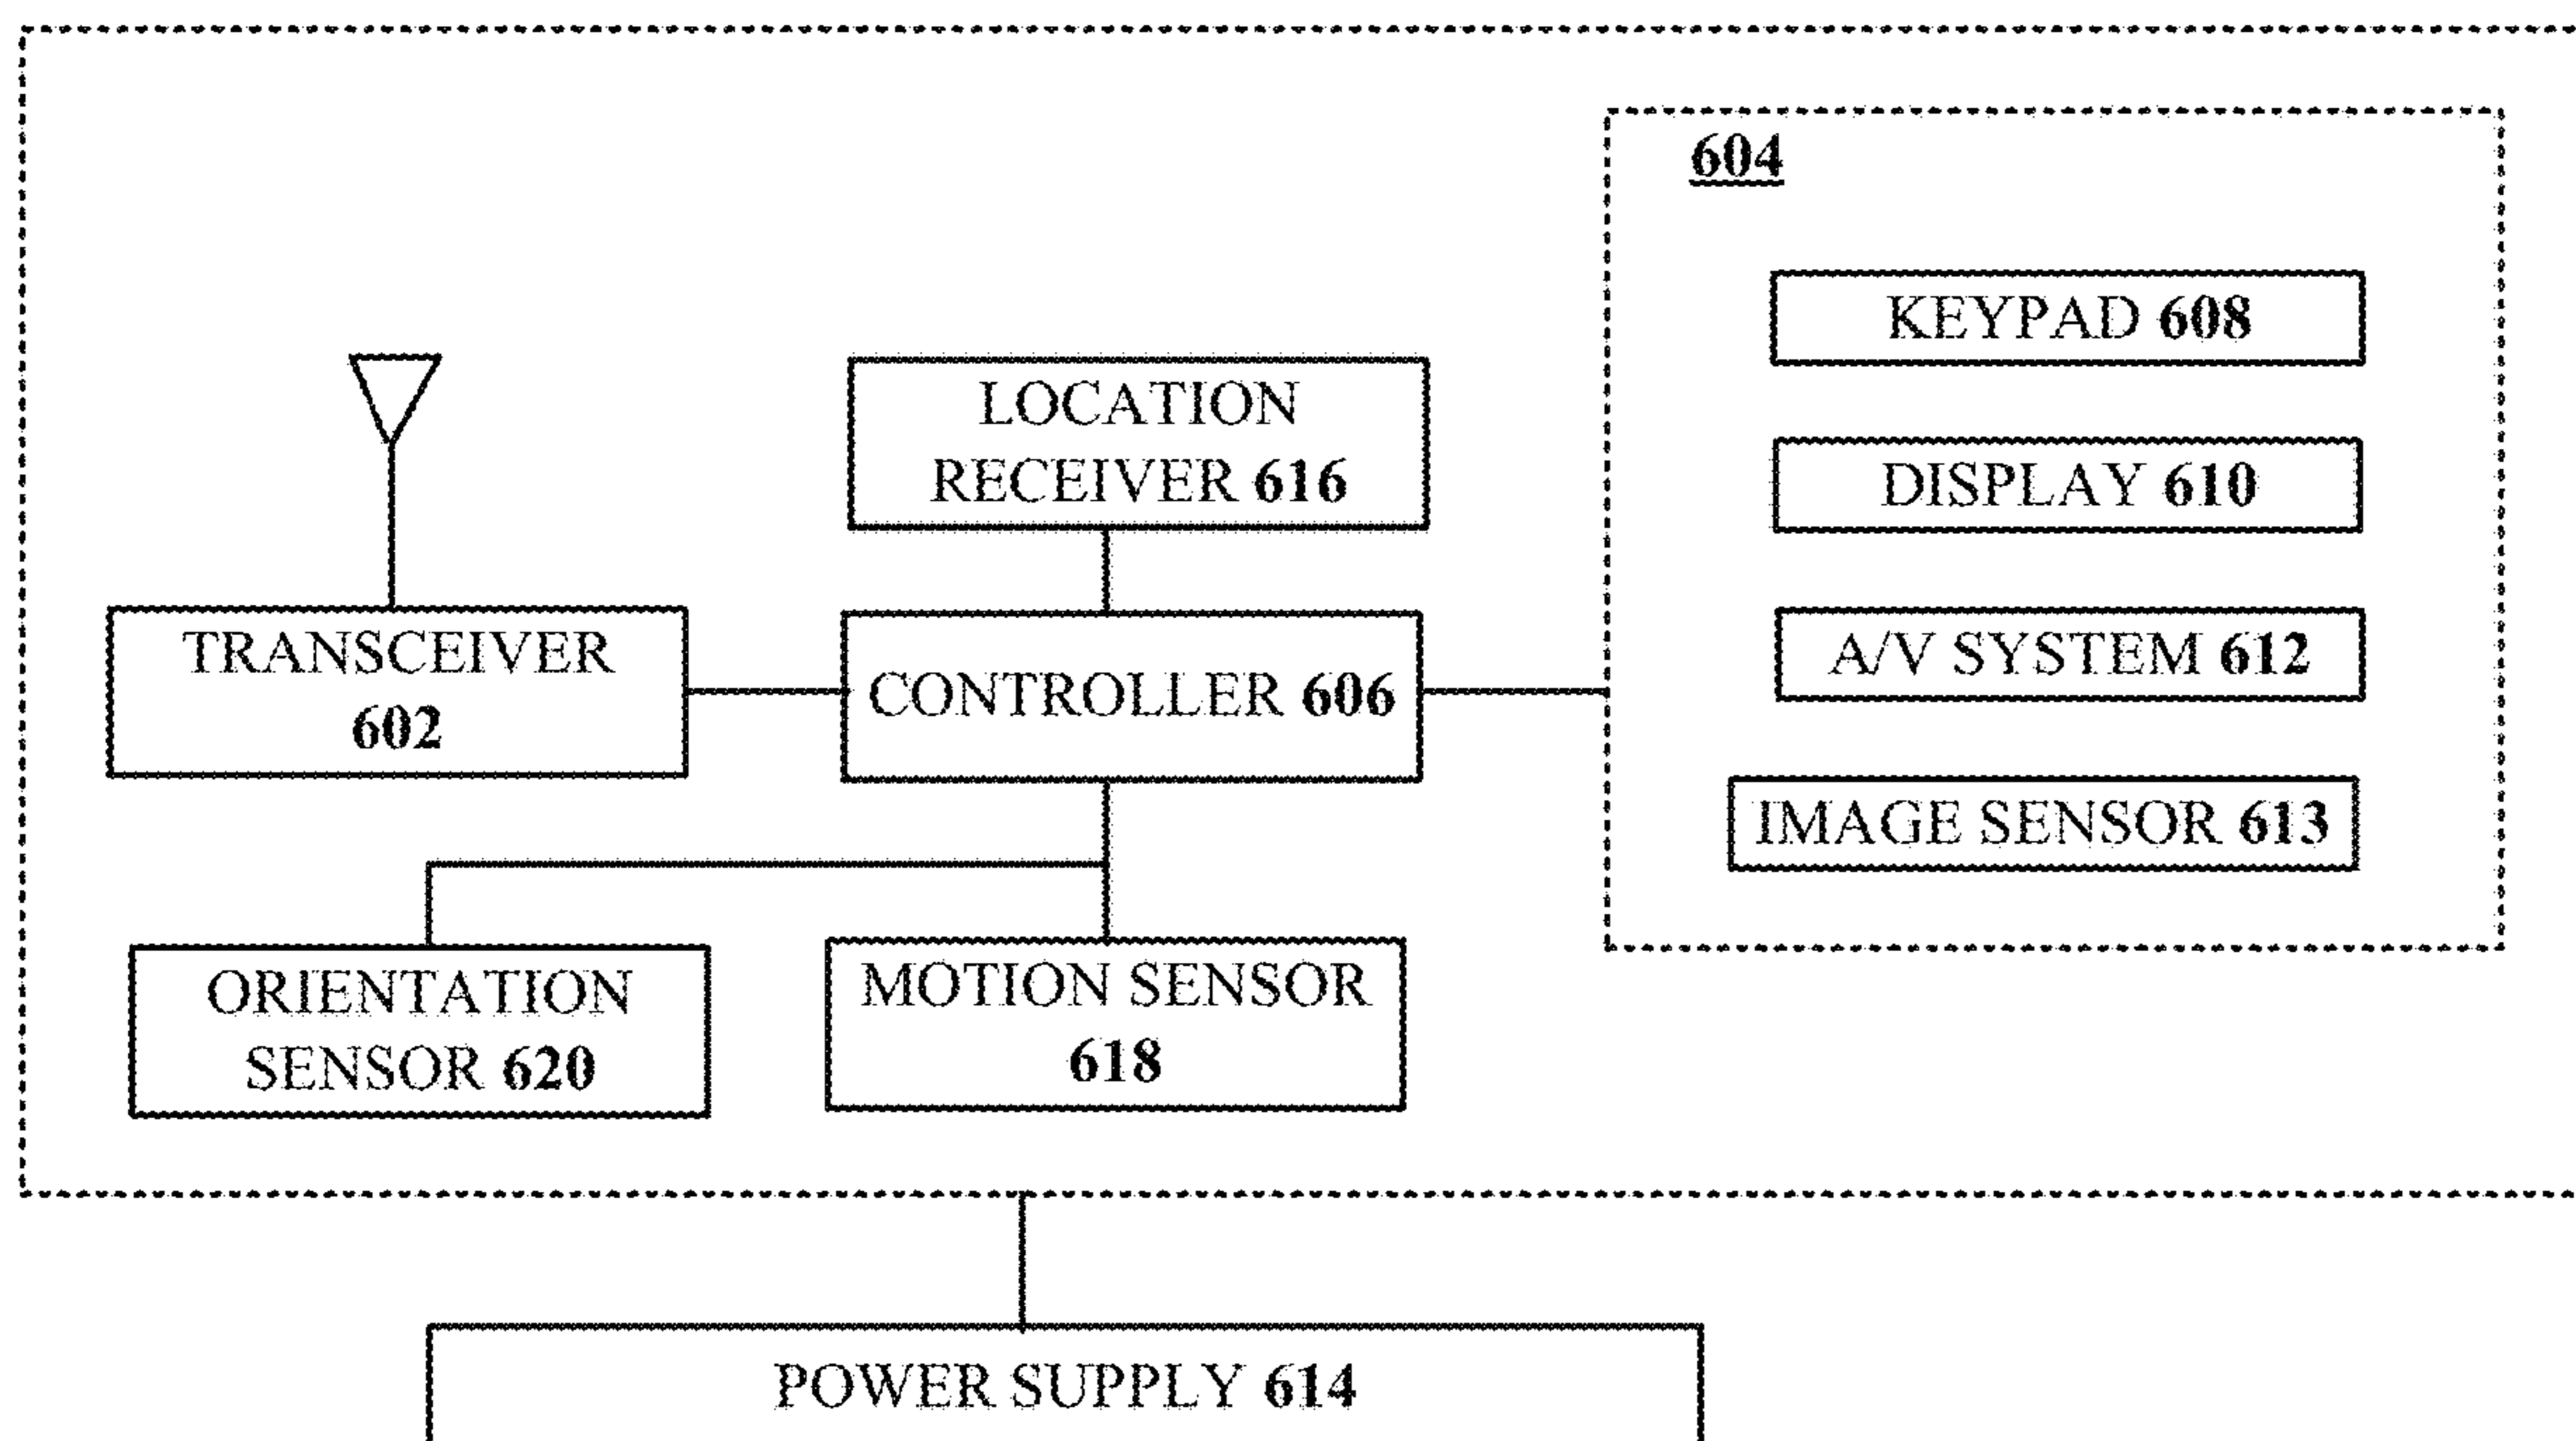 604
KEYPAD 608
LOCATION
RECEIVER 616
DISPLAY 610
TRANSCEIVER
602
CONTROLLER 606
A/V SYSTEM 612
IMAGE SENSOR 613
ORIENTATION
SENSOR 620
MOTION SENSOR
618
POWER SUPPLY 614